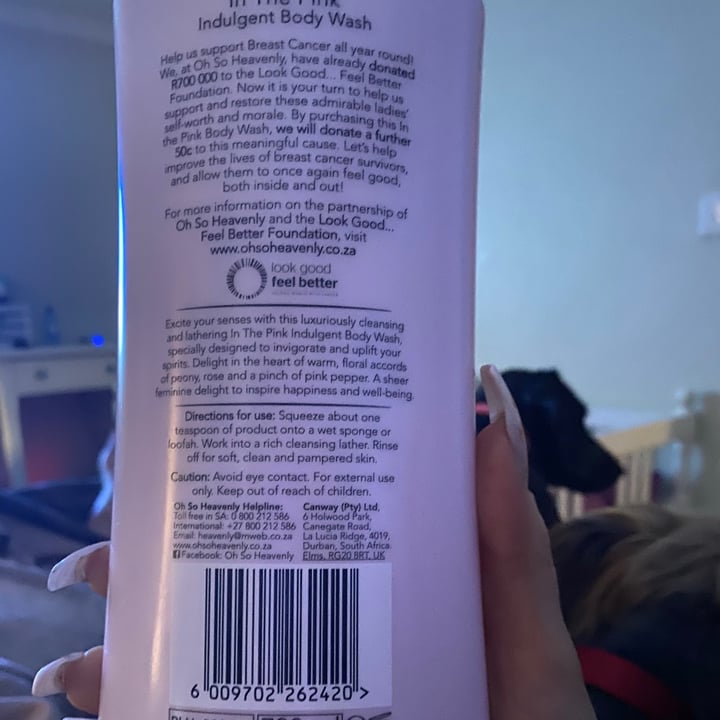 In The Pink
Indulgent Body Wash
Help us support Breast Cancer all year round!
We, at Oh So Heavenly, have already donated
R700 000 to the Look Good... Feel Better
Foundation. Now it is your turn to help us
support and restore these admirable ladies'
self-worth and morale. By purchasing this In
the Pink Body Wash, we will donate a further
50c to this meaningful cause. Let's help
improve the lives of breast cancer survivors,
and allow them to once again feel good,
both inside and out!
For more information on the partnership of
Oh So Heavenly and the Look Good...
Feel Better Foundation, visit
www.ohsoheavenly.co.za
look good
feel better
Excite your senses with this luxuriously cleansing
and lathering In The Pink Indulgent Body Wash,
specially designed to invigorate and uplift your
spirits. Delight in the heart of warm, floral accords
of peony, rose and a pinch of pink pepper. A sheer
feminine delight to inspire happiness and well-being.
Directions for use: Squeeze about one
teaspoon of product onto a wet sponge or
loofah. Work into a rich cleansing lather. Rinse
off for soft, clean and pampered skin.
Caution: Avoid eye contact. For external use
only. Keep out of reach of children.
Oh So Heavenly Helpline:
Toll free in SA: 0 800 212 586
International: +27 800 212 586
Email: heavenly@mweb.co.za
www.ohsoheavenly.co.za
Facebook: Oh So Heavenly
Canway (Pty) Ltd,
6 Holwood Park,
Canegate Road,
La Lucia Ridge, 4019,
Durban, South Africa.
Elms, RG20 8RT, UK
6 009702 262420 >